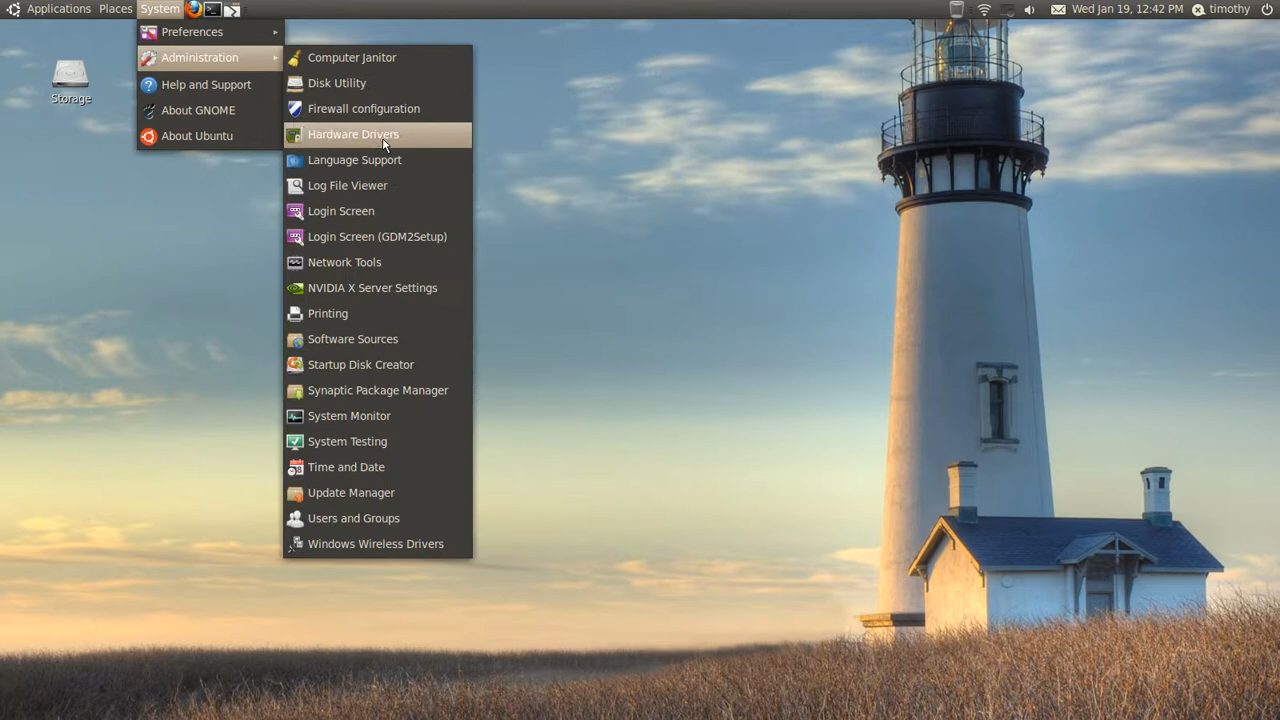 Applications Places System
Wed Jan 19, 12:42 PM timothy
Storage
Preferences
Administration
Help and Support
About GNOME
About Ubuntu
Computer Janitor
Disk Utility
Firewall configuration
Hardware Drivers
Language Support
Log File Viewer
Login Screen
Login Screen (GDM2Setup)
Network Tools
NVIDIA X Server Settings
Printing
Software Sources
Startup Disk Creator
Synaptic Package Manager
System Monitor
System Testing
Time and Date
Update Manager
Users and Groups
Windows Wireless Drivers